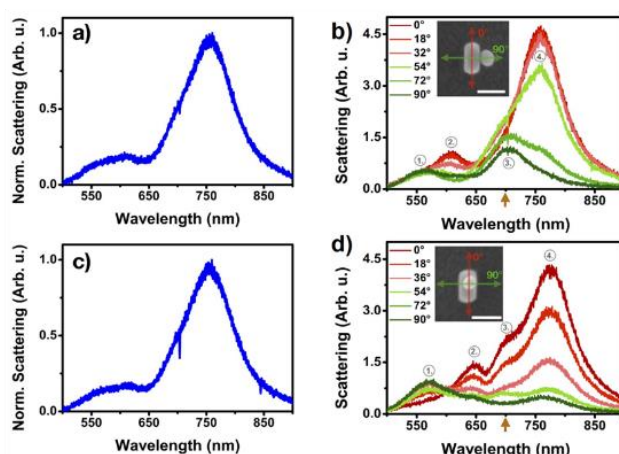 a)
Norm. Scattering (Arb. u.)
1.0
0.5
0.0
550 650 750 850
Wavelength (nm)
b)
Scattering (Arb. u.)
4.5
3.0
1.5
0.0
0°
18°
32°
54°
72°
90°
0°
90°
1.
2.
3.
4.
550 650 750 850
Wavelength (nm)
c)
Norm. Scattering (Arb. u.)
1.0
0.5
0.0
550 650 750 850
Wavelength (nm)
d)
Scattering (Arb. u.)
4.5
3.0
1.5
0.0
0°
18°
36°
54°
72°
90°
0°
90°
1.
2.
3.
4.
550 650 750 850
Wavelength (nm)